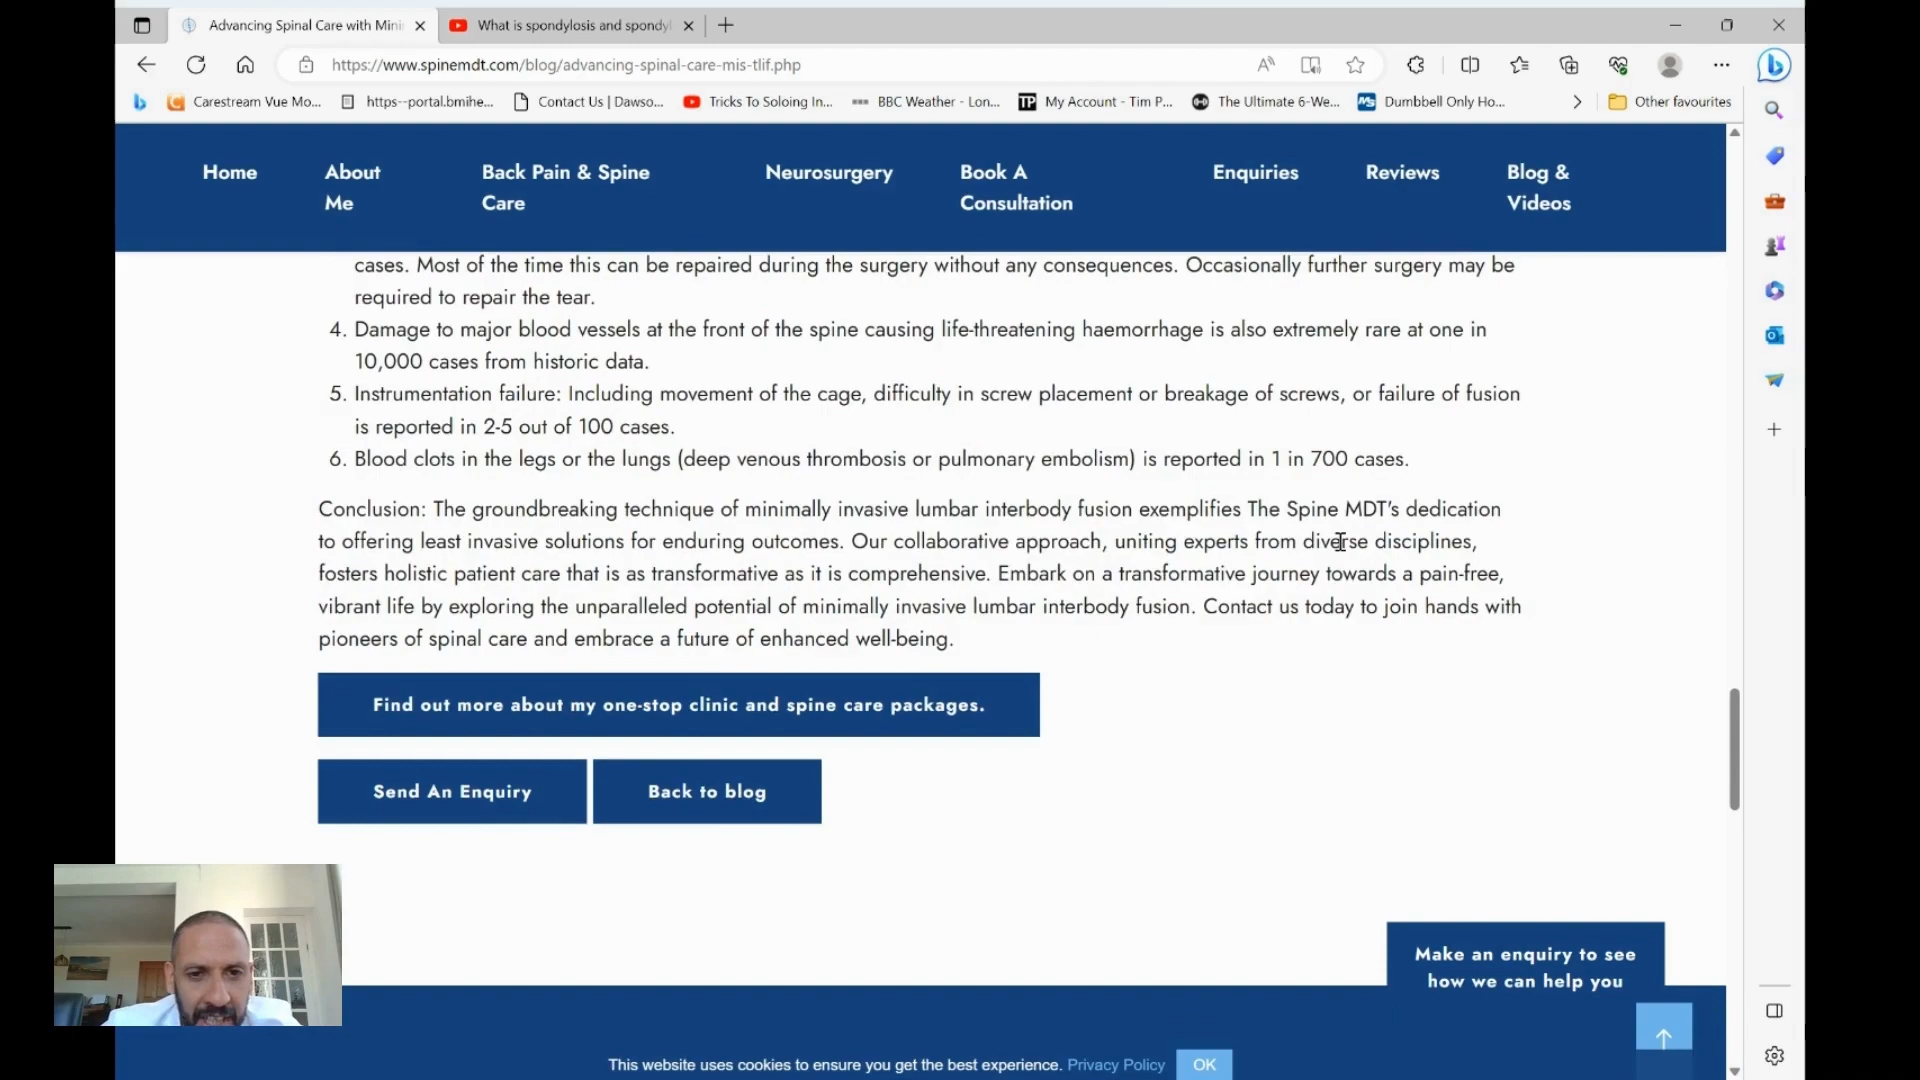 Advancing Spinal Care with Mini
What is spondylosis and spondyl
https://www.spinemdt.com/blog/advancing-spinal-care-mis-tlif.php
Carestream Vue Mo...
https--portal.bmihe...
Contact Us | Dawso...
Tricks To Soloing In...
BBC Weather - Lon...
TP
My Account - Tim P...
The Ultimate 6-We...
Dumbbell Only Ho...
Other favourites
Home
About
Me
Back Pain & Spine
Care
Neurosurgery
Book A
Consultation
Enquiries
Reviews
Blog &
Videos
cases. Most of the time this can be repaired during the surgery without any consequences. Occasionally further surgery may be
required to repair the tear.
4. Damage to major blood vessels at the front of the spine causing life-threatening haemorrhage is also extremely rare at one in
10,000 cases from historic data.
5. Instrumentation failure: Including movement of the cage, difficulty in screw placement or breakage of screws, or failure of fusion
is reported in 2-5 out of 100 cases.
6. Blood clots in the legs or the lungs (deep venous thrombosis or pulmonary embolism) is reported in 1 in 700 cases.
Conclusion: The groundbreaking technique of minimally invasive lumbar interbody fusion exemplifies The Spine MDT's dedication
to offering least invasive solutions for enduring outcomes. Our collaborative approach, uniting experts from diverse disciplines,
fosters holistic patient care that is as transformative as it is comprehensive. Embark on a transformative journey towards a pain-free,
vibrant life by exploring the unparalleled potential of minimally invasive lumbar interbody fusion. Contact us today to join hands with
pioneers of spinal care and embrace a future of enhanced well-being.
Find out more about my one-stop clinic and spine care packages.
Send An Enquiry
Back to blog
Make an enquiry to see
how we can help you
This website uses cookies to ensure you get the best experience. Privacy Policy
OK